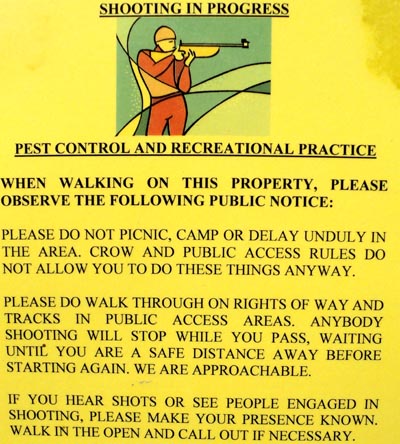 SHOOTING IN PROGRESS
PEST CONTROL AND RECREATIONAL PRACTICE
WHEN WALKING ON THIS PROPERTY, PLEASE
OBSERVE THE FOLLOWING PUBLIC NOTICE:
PLEASE DO NOT PICNIC, CAMP OR DELAY UNDULY IN
THE AREA. CROW AND PUBLIC ACCESS RULES DO
NOT ALLOW YOU TO DO THESE THINGS ANYWAY.
PLEASE DO WALK THROUGH ON RIGHTS OF WAY AND
TRACKS IN PUBLIC ACCESS AREAS. ANYBODY
SHOOTING WILL STOP WHILE YOU PASS, WAITING
UNTIL YOU ARE A SAFE DISTANCE AWAY BEFORE
STARTING AGAIN. WE ARE APPROACHABLE.
IF YOU HEAR SHOTS OR SEE PEOPLE ENGAGED IN
SHOOTING, PLEASE MAKE YOUR PRESENCE KNOWN.
WALK IN THE OPEN AND CALL OUT IF NECESSARY.